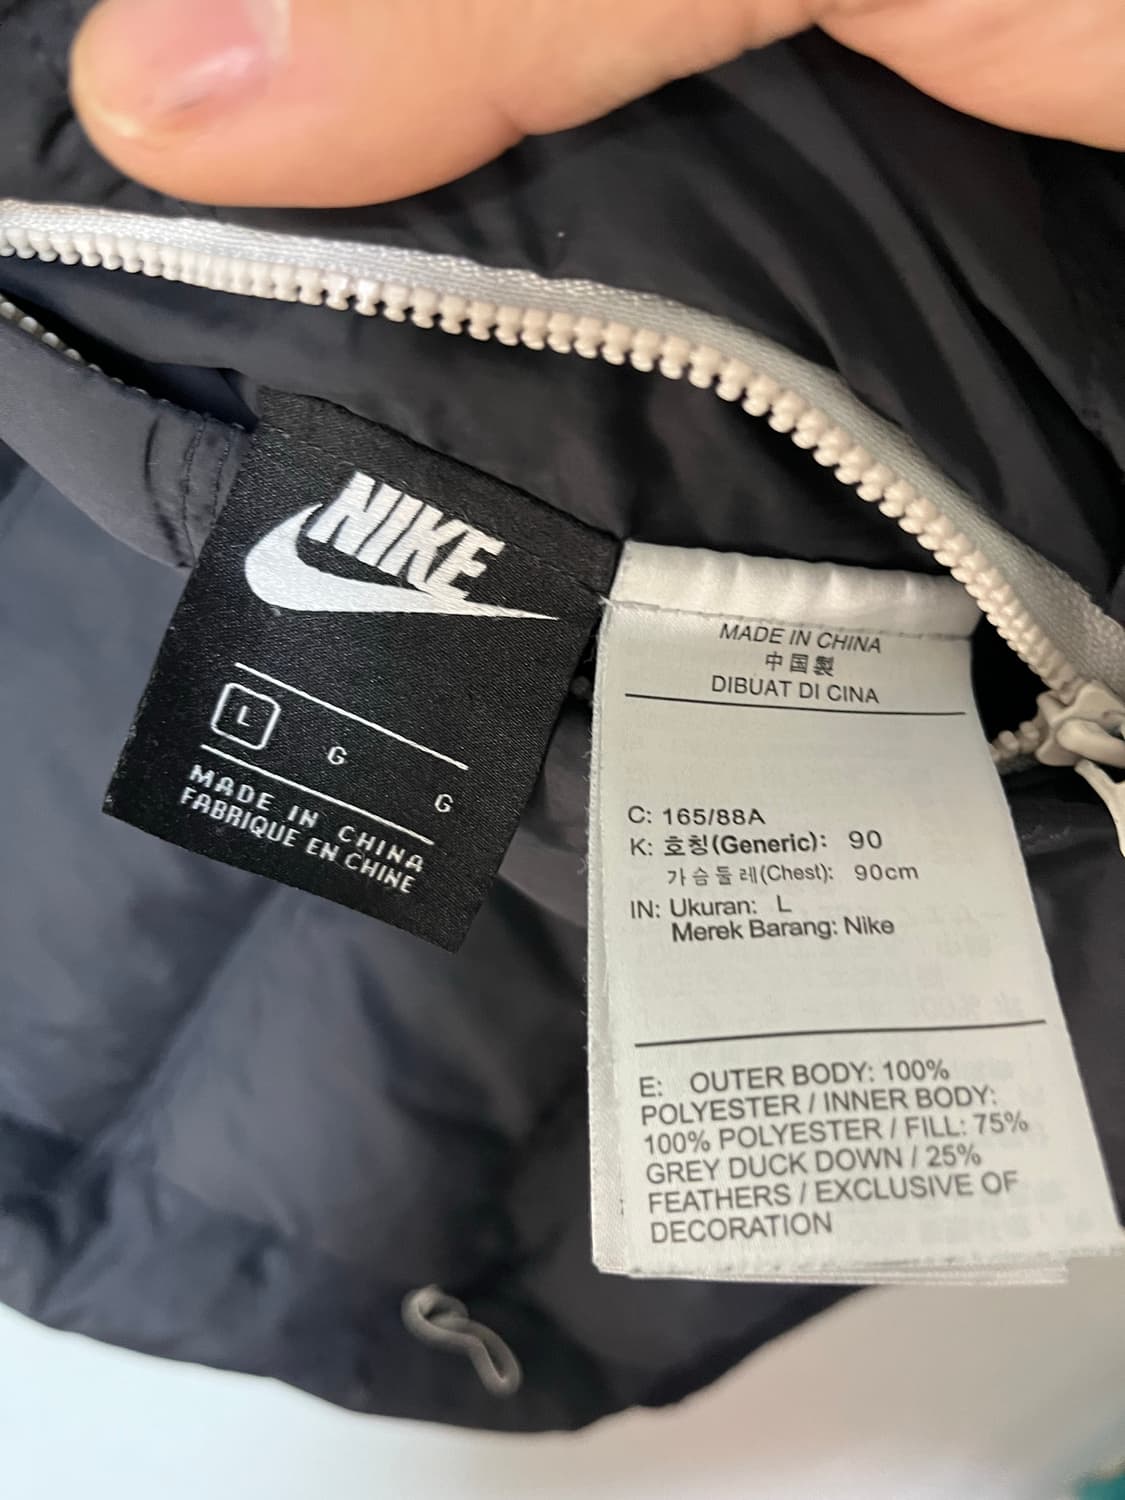 NIKE
L G G
MADE IN CHINA
FABRIQUE EN CHINE
MADE IN CHINA
中国製
DIBUAT DI CINA
C: 165/88A
K: 호칭(Generic): 90
가슴둘레(Chest): 90cm
IN: Ukuran: L
Merek Barang: Nike
E: OUTER BODY: 100%
POLYESTER / INNER BODY:
100% POLYESTER / FILL: 75%
GREY DUCK DOWN / 25%
FEATHERS / EXCLUSIVE OF
DECORATION